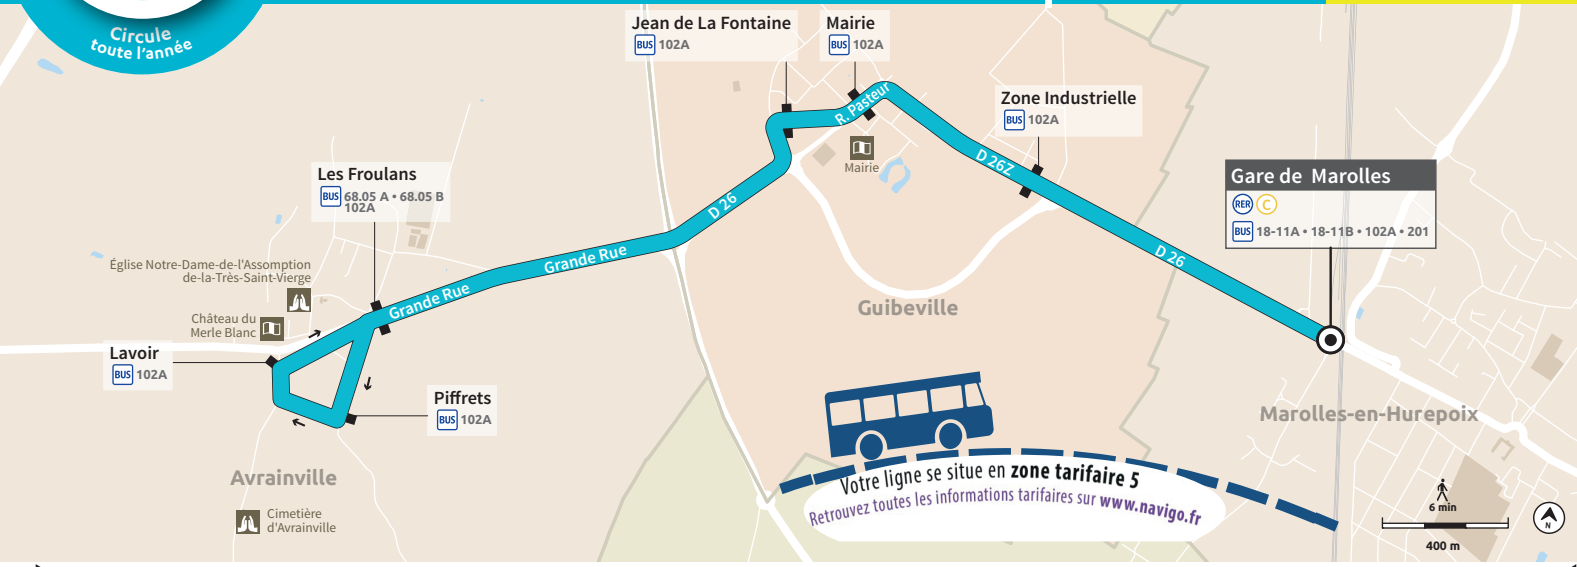 Circule
toute l'année
Jean de La Fontaine
BUS 102A
Mairie
BUS 102A
R. Pasteur
Mairie
Zone Industrielle
BUS 102A
D 26Z
Gare de Marolles
RER C
BUS 18-11A • 18-11B • 102A • 201
D 26
Les Froulans
BUS 68.05 A • 68.05 B
102A
D 26
Grande Rue
Grande Rue
Église Notre-Dame-de-l'Assomption
de-la-Très-Saint-Vierge
Château du
Merle Blanc
Lavoir
BUS 102A
Piffrets
BUS 102A
Guibeville
Marolles-en-Hurepoix
Avrainville
Cimetière
d'Avrainville
Votre ligne se situe en zone tarifaire 5
Retrouvez toutes les informations tarifaires sur www.navigo.fr
6 min
400 m
N